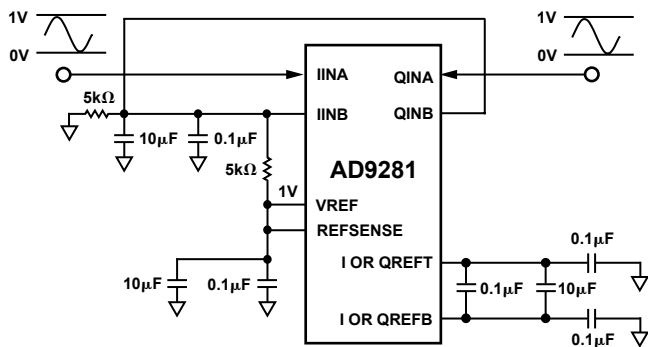 1V
0V
1V
0V
IINA
QINA
5kΩ
IINB
QINB
10µF
0.1µF
5kΩ
AD9281
1V
VREF
REFSENSE
0.1µF
I OR QREFT
10µF
0.1µF
0.1µF
10µF
I OR QREFB
0.1µF